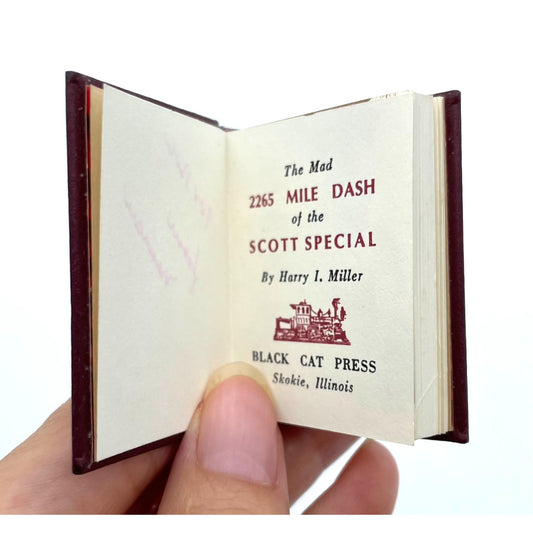 The Mad
2265 MILE DASH
of the
SCOTT SPECIAL
By Harry I. Miller
BLACK CAT PRESS
Skokie, Illinois